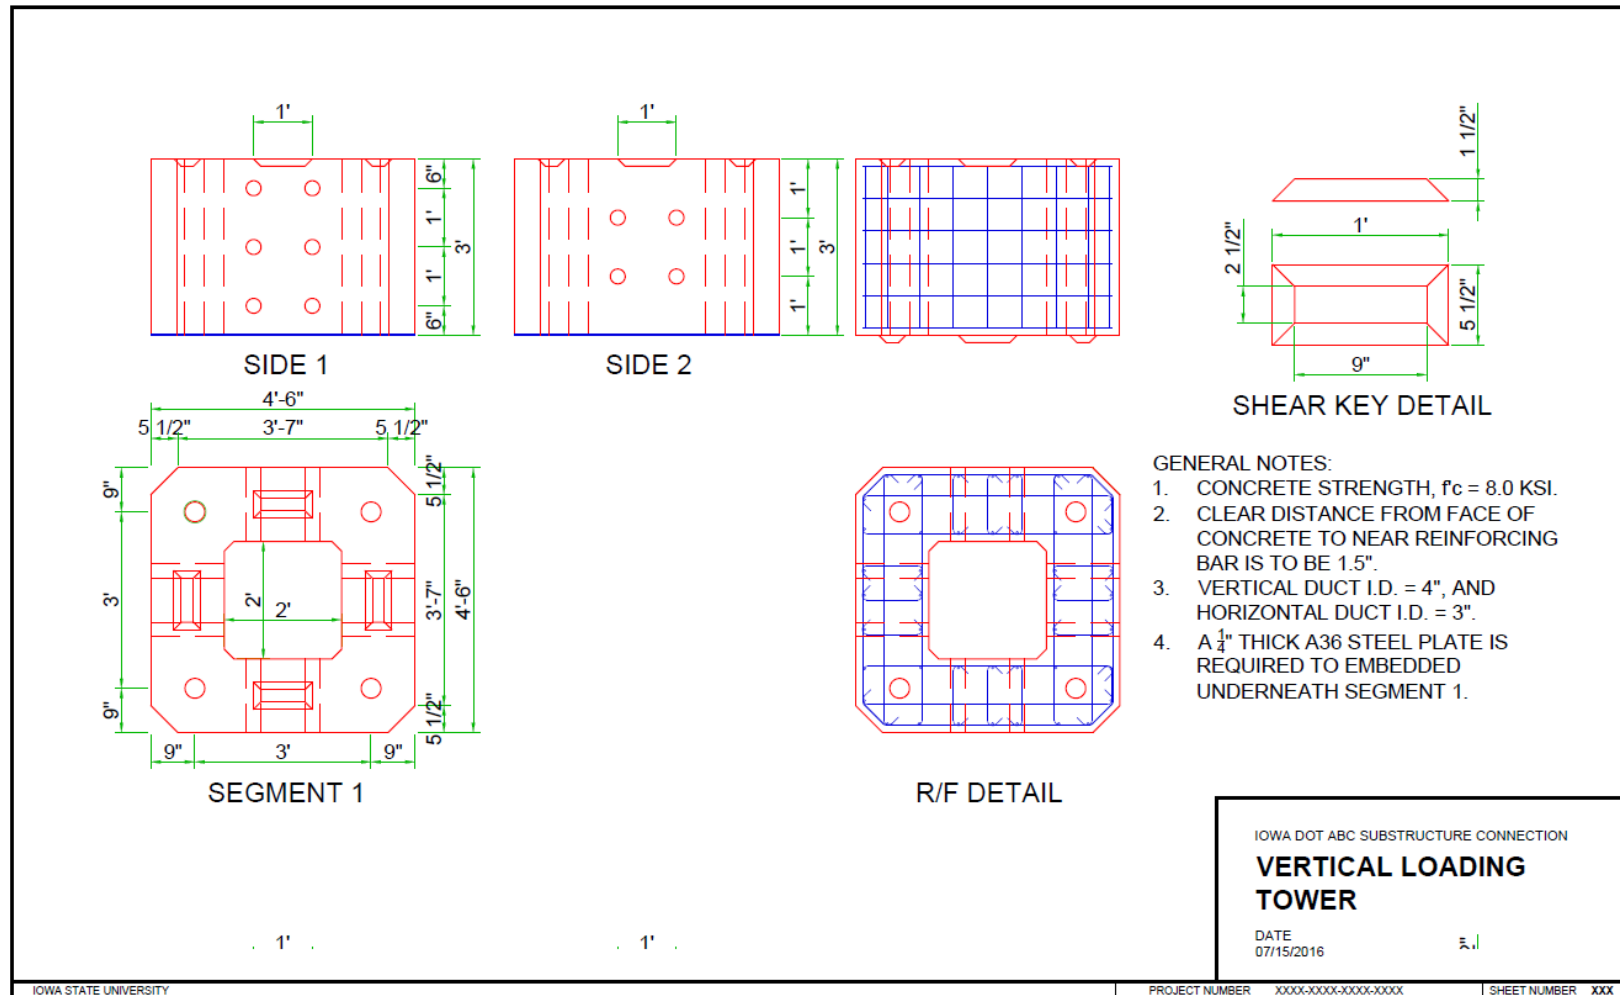 1'
6"
1'
1'
6"
3'
SIDE 1
1'
1'
1'
1'
3'
SIDE 2
1 1/2"
1'
2 1/2"
5 1/2"
9"
SHEAR KEY DETAIL
4'-6"
5 1/2"
3'-7"
5 1/2"
9"
3'
9"
2'
2'
5 1/2"
3'-7"
5 1/2"
4'-6"
9"
3'
9"
SEGMENT 1
R/F DETAIL
GENERAL NOTES:
1. CONCRETE STRENGTH, f'c = 8.0 KSI.
2. CLEAR DISTANCE FROM FACE OF
CONCRETE TO NEAR REINFORCING
BAR IS TO BE 1.5".
3. VERTICAL DUCT I.D. = 4", AND
HORIZONTAL DUCT I.D. = 3".
4. A 1/4" THICK A36 STEEL PLATE IS
REQUIRED TO EMBEDDED
UNDERNEATH SEGMENT 1.
IOWA DOT ABC SUBSTRUCTURE CONNECTION
VERTICAL LOADING
TOWER
DATE
07/15/2016
1'
1'
IOWA STATE UNIVERSITY
PROJECT NUMBER XXXX-XXXX-XXXX-XXXX
SHEET NUMBER XXX